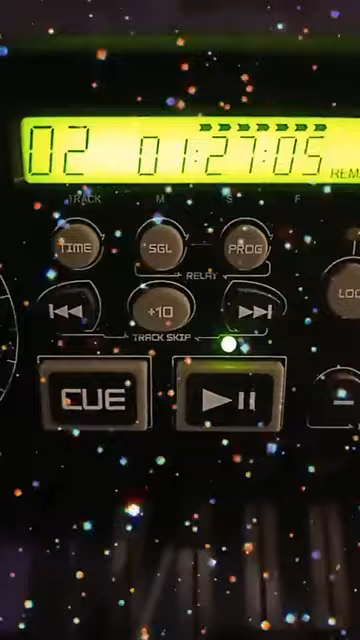 02 01:27:05
REM
TRACK M S F
TIME SGL PROG
RELAY
+10
TRACK SKIP
CUE